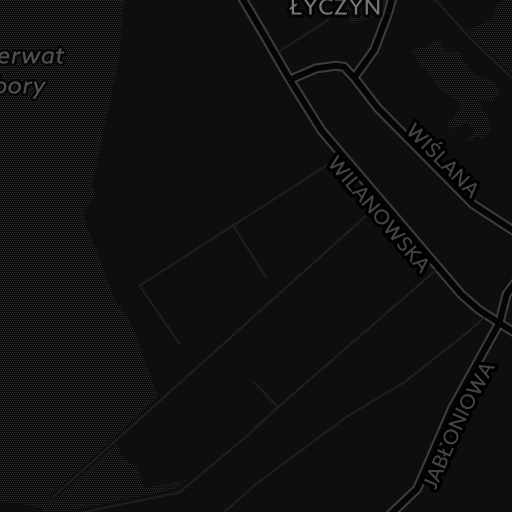 ŁYCZYN
erwat
bory
WIŚLANA
WILANOWSKA
JABŁONIOWA